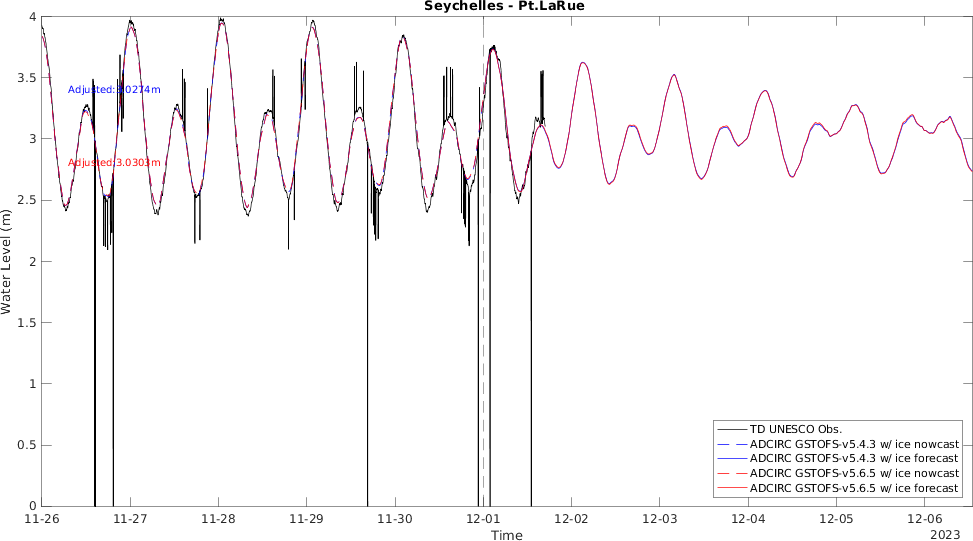 Seychelles - Pt.LaRue
Water Level (m)
4
3.5
3
2.5
2
1.5
1
0.5
0
Adjusted:3.0274m
Adjusted:3.0303m
TD UNESCO Obs.
ADCIRC GSTOFS-v5.4.3 w/ ice nowcast
ADCIRC GSTOFS-v5.4.3 w/ ice forecast
ADCIRC GSTOFS-v5.6.5 w/ ice nowcast
ADCIRC GSTOFS-v5.6.5 w/ ice forecast
11-26 11-27 11-28 11-29 11-30 12-01 12-02 12-03 12-04 12-05 12-06
Time
2023